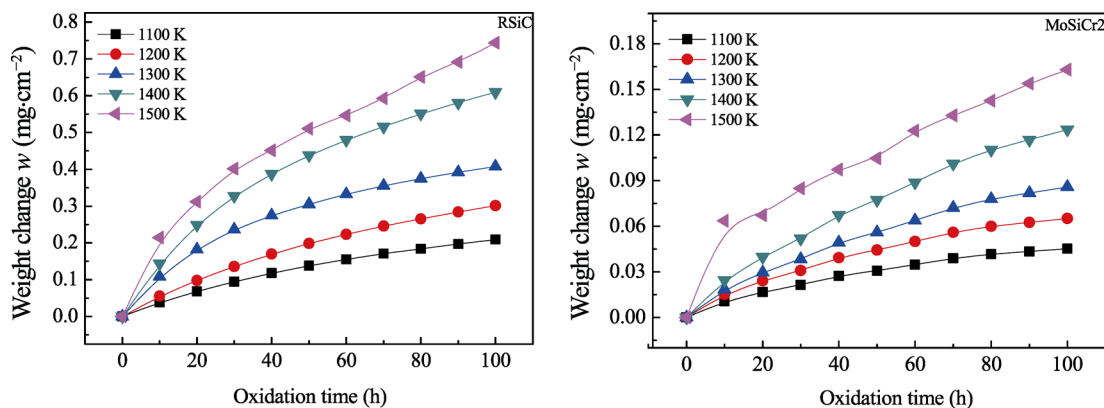 RSiC
1100 K
1200 K
1300 K
1400 K
1500 K
0.8
0.7
0.6
0.5
0.4
0.3
0.2
0.1
0.0
Weight change w (mg·cm⁻²)
0 20 40 60 80 100
Oxidation time (h)
MoSiCr2
1100 K
1200 K
1300 K
1400 K
1500 K
0.18
0.15
0.12
0.09
0.06
0.03
0.00
Weight change w (mg·cm⁻²)
0 20 40 60 80 100
Oxidation time (h)